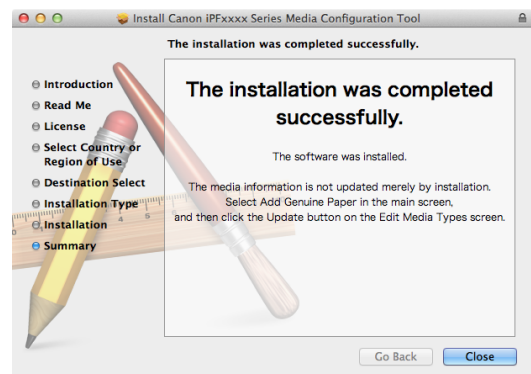 Install Canon iPFxxxx Series Media Configuration Tool
The installation was completed successfully.
Introduction
Read Me
License
Select Country or
Region of Use
Destination Select
Installation Type
Installation
Summary
The installation was completed
successfully.
The software was installed.
The media information is not updated merely by installation.
Select Add Genuine Paper in the main screen,
and then click the Update button on the Edit Media Types screen.
Go Back
Close